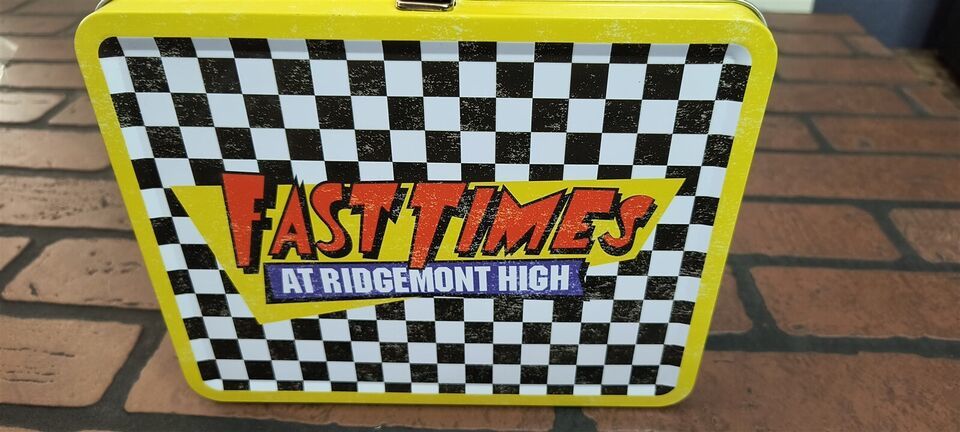 FAST TIMES
AT RIDGEMONT HIGH